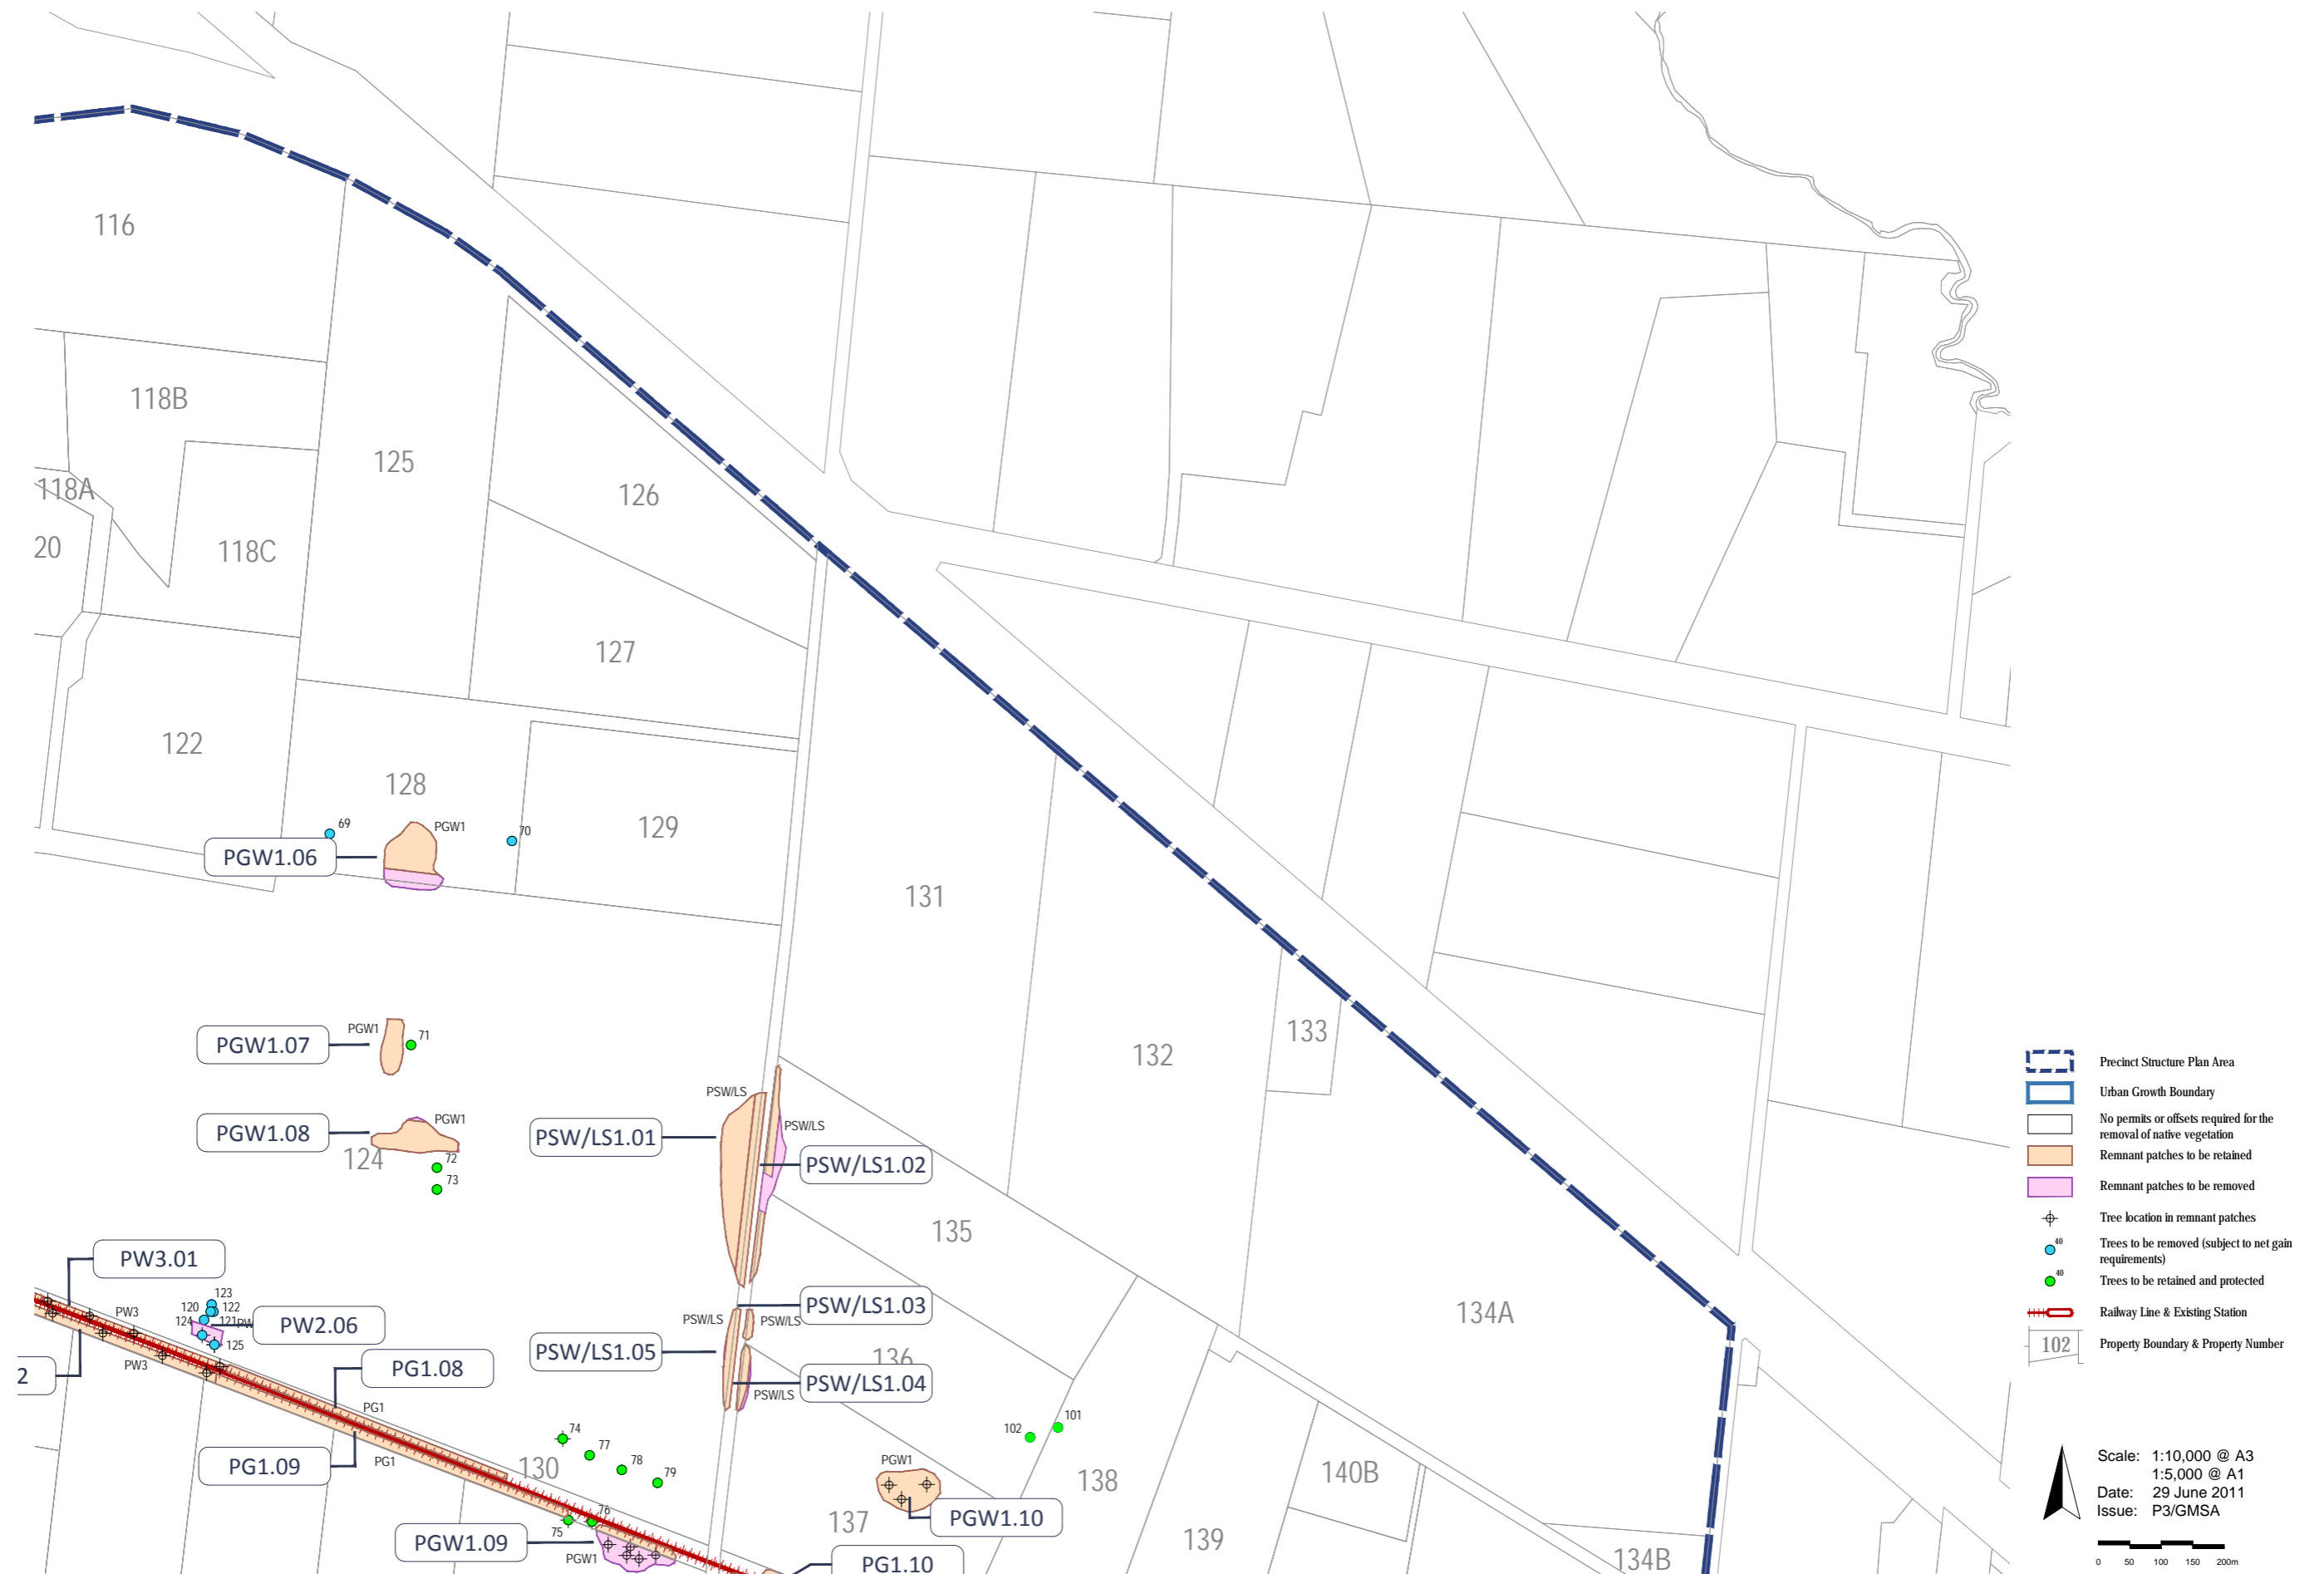 116
118B
125
118A
126
20
118C
127
122
128
69
PGW1
70
129
PGW1.06
131
PGW1
71
PGW1.07
133
132
PSW/LS
PGW1
PSW/LS
PGW1.08
PSW/LS1.01
124
72
PSW/LS1.02
73
135
PW3.01
123
120
122
PW3
PSW/LS1.03
134A
124
121
PW
PW2.06
PSW/LS
PSW/LS
125
PSW/LS1.05
136
PW3
2
PG1.08
PSW/LS1.04
PSW/LS
PG1
101
74
102
77
PG1.09
PG1
78
PGW1
130
79
138
140B
76
PGW1.10
75
137
PGW1.09
139
PGW1
PG1.10
134B
Precinct Structure Plan Area
Urban Growth Boundary
No permits or offsets required for the
removal of native vegetation
Remnant patches to be retained
Remnant patches to be removed
Tree location in remnant patches
40
Trees to be removed (subject to net gain
requirements)
40
Trees to be retained and protected
Railway Line & Existing Station
102
Property Boundary & Property Number
Scale: 1:10,000 @ A3
1:5,000 @ A1
Date: 29 June 2011
Issue: P3/GMSA
0 50 100 150 200m